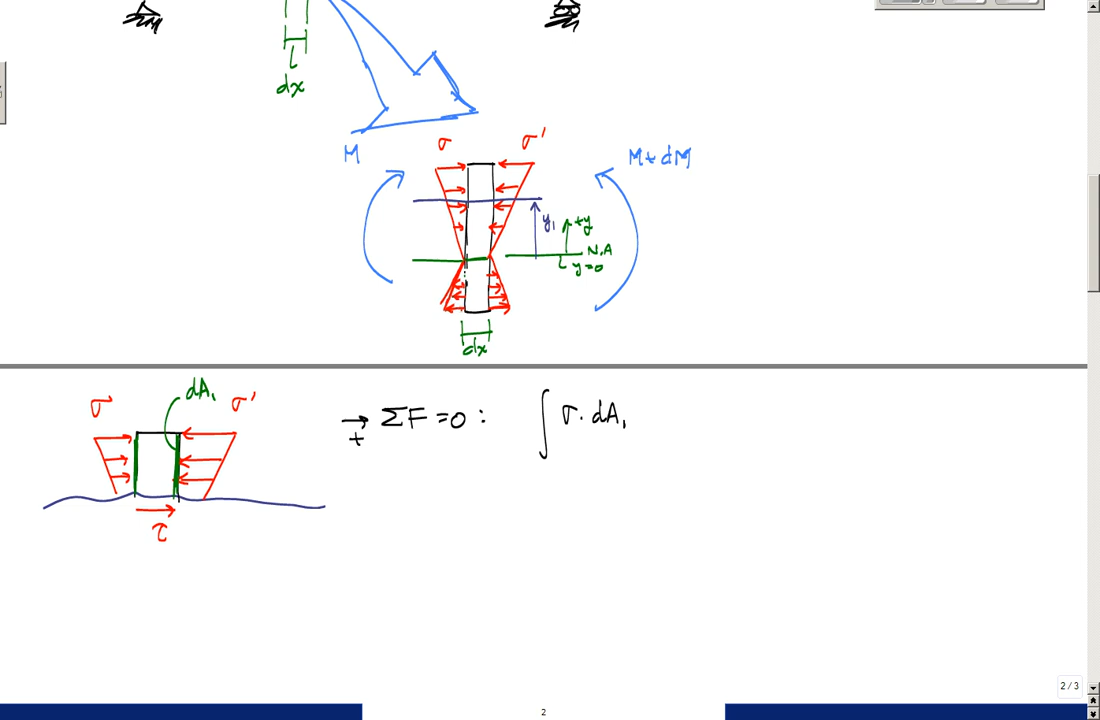 dx
M
σ
σ'
M+dM
y₁
+y
N.A
y=0
dx
dA₁
σ
σ'
→+ ΣF=0: ∫σ·dA₁
τ
2/3
2